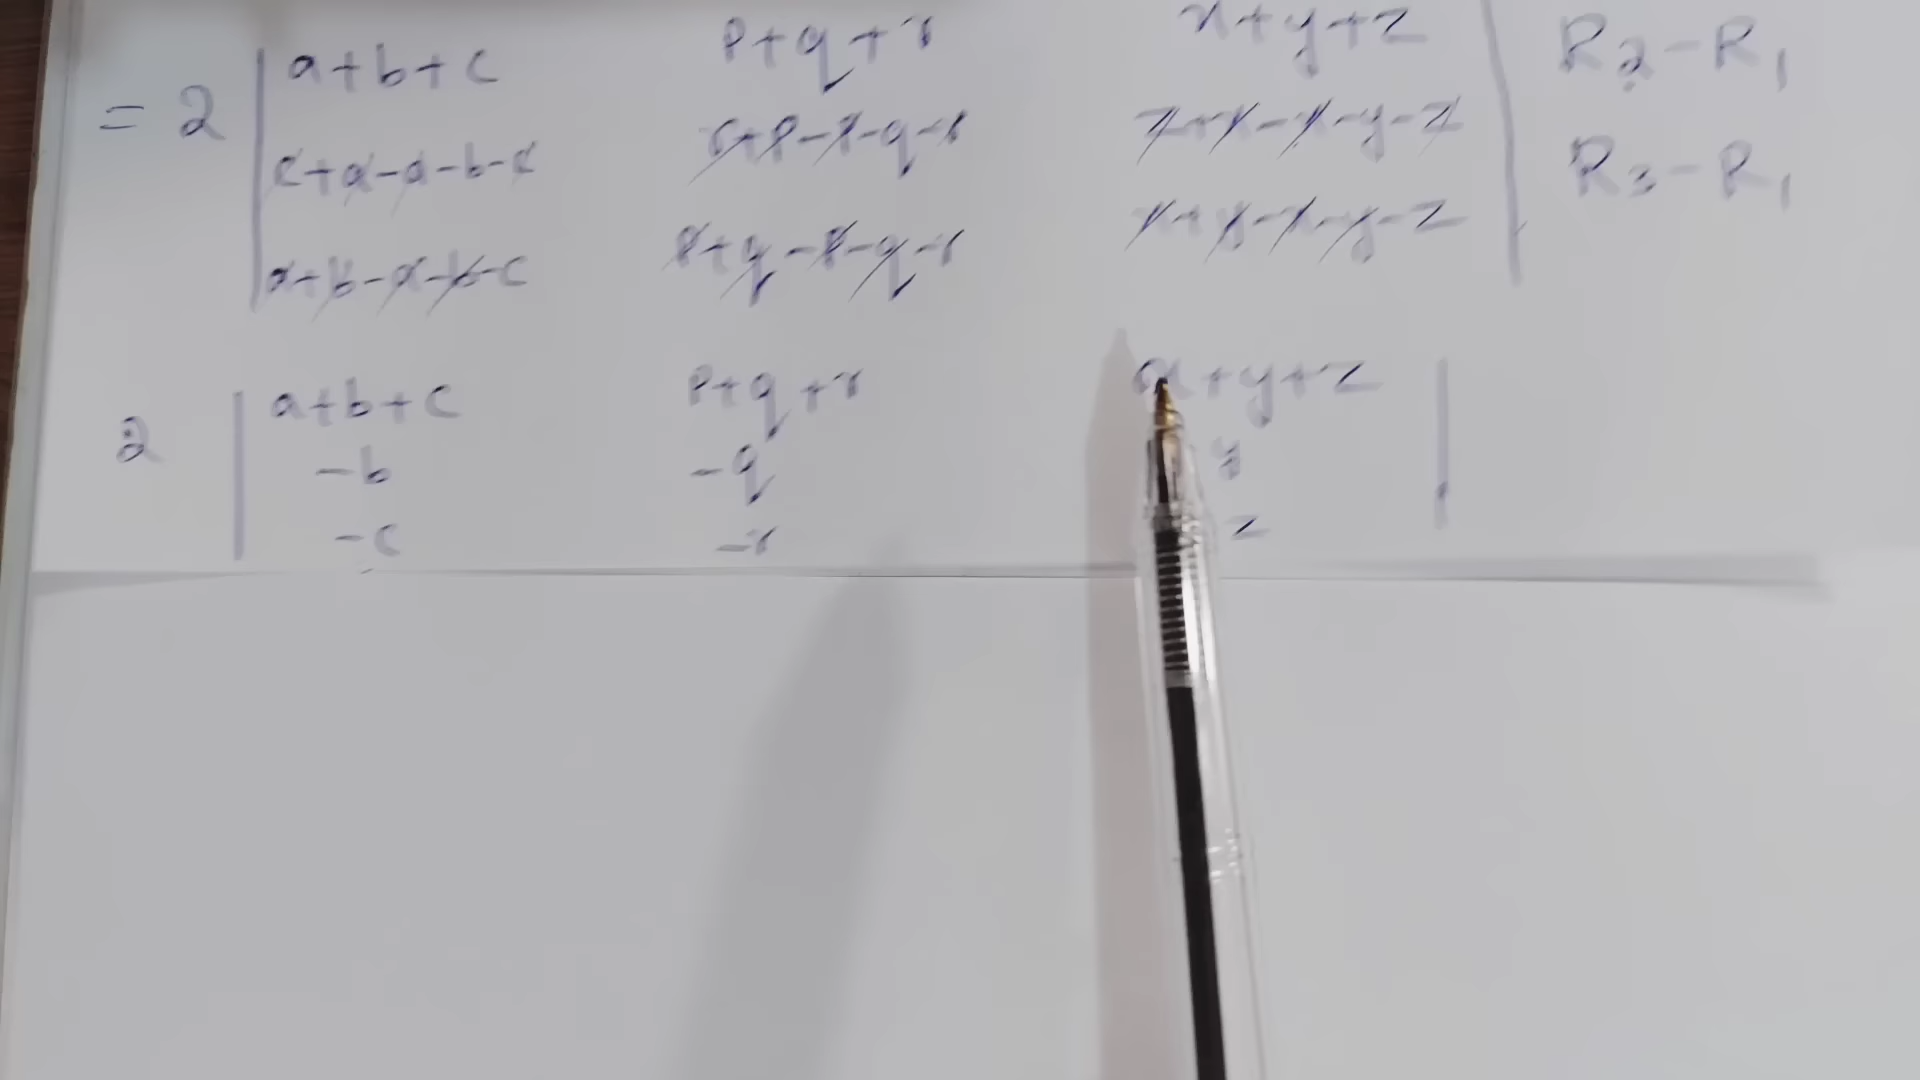 = 2 | a+b+c p+q+r x+y+z | R2-R1
c+a-a-b-c r+p-p-q-r z+x-x-y-z R3-R1
a+b-a-b-c p+q-p-q-r x+y-x-y-z
2 | a+b+c p+q+r x+y+z |
-b -q y
-c -r z